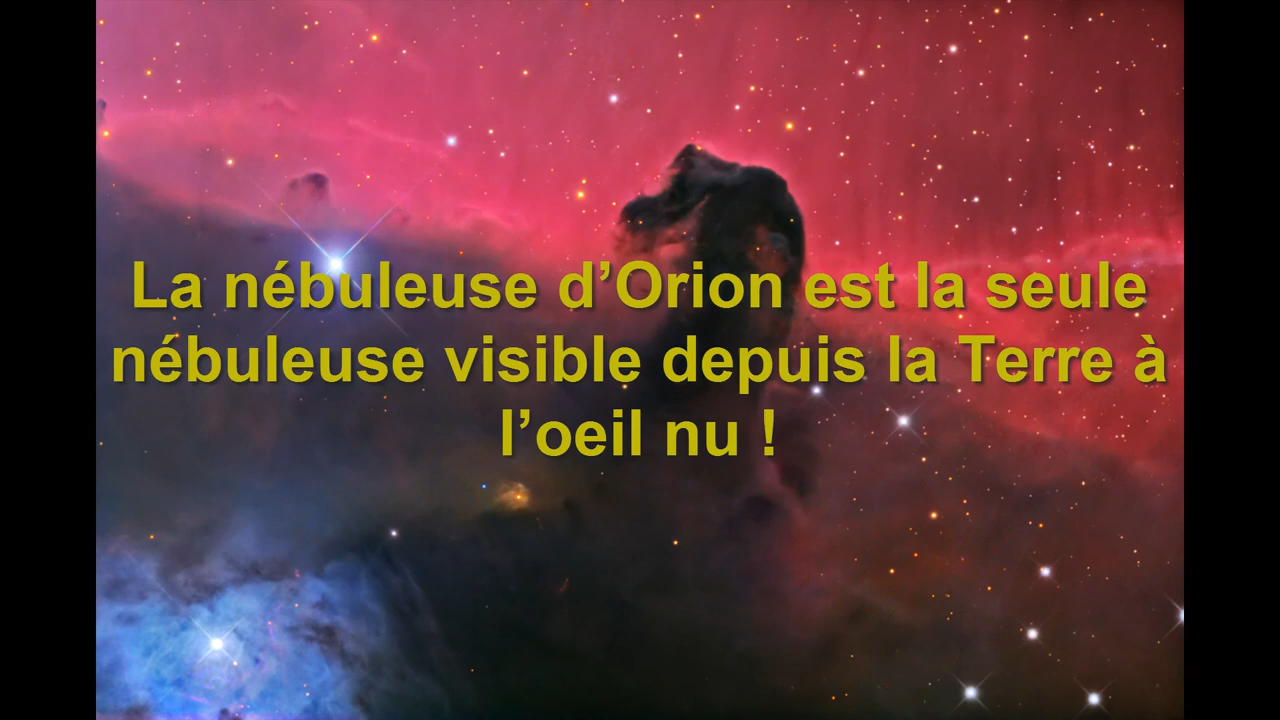 La nébuleuse d’Orion est la seule
nébuleuse visible depuis la Terre à
l’oeil nu !